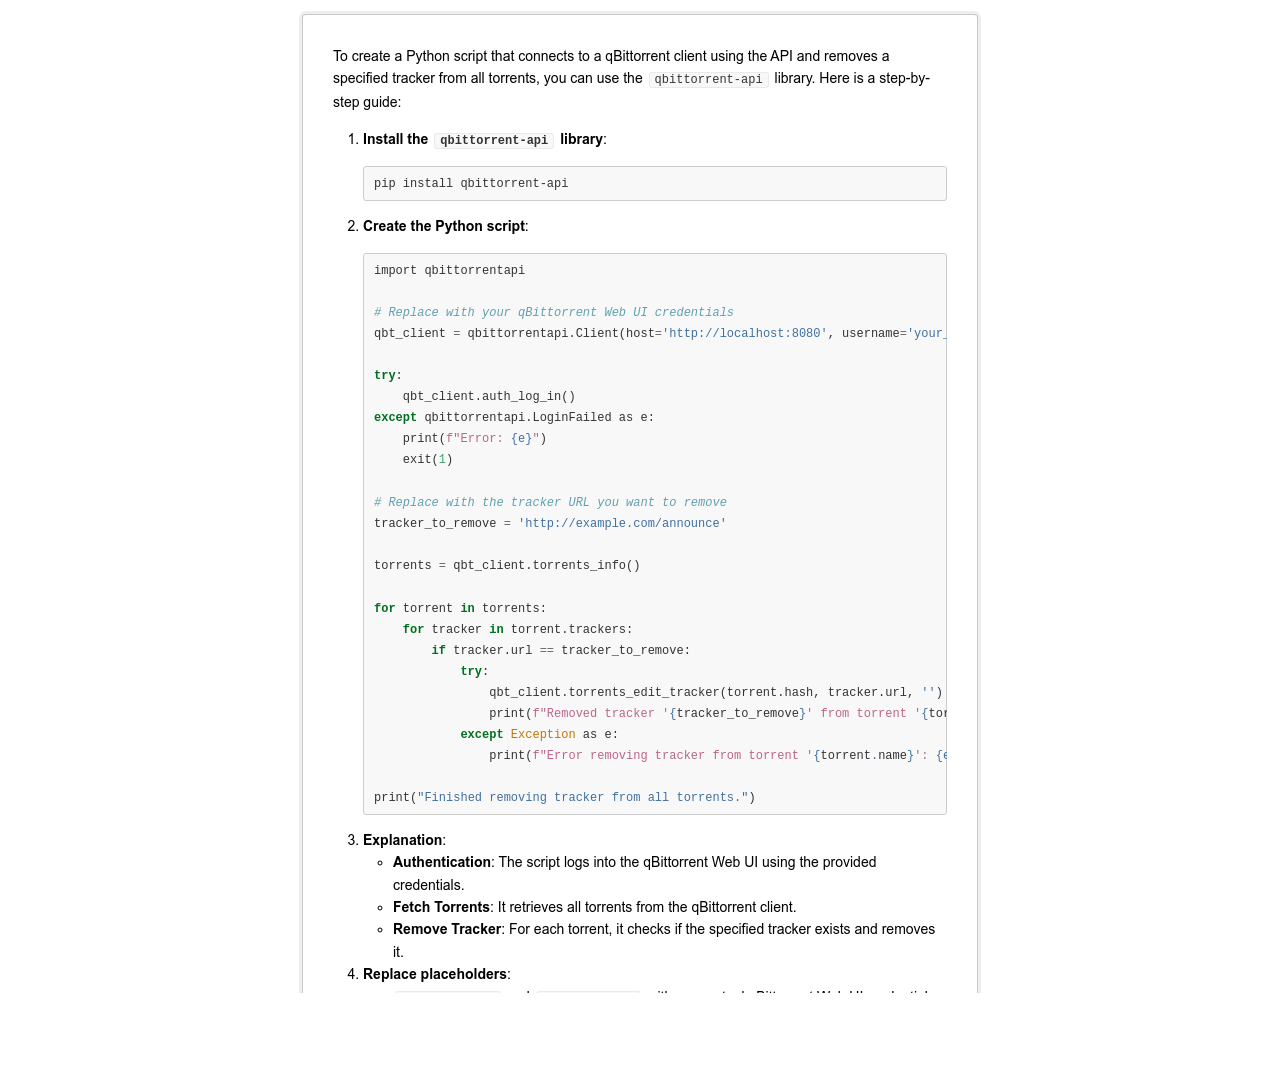 To create a Python script that connects to a qBittorrent client using the API and removes a
specified tracker from all torrents, you can use the qbittorrent-api library. Here is a step-by-
step guide:
1. Install the qbittorrent-api library:
pip install qbittorrent-api
2. Create the Python script:
import qbittorrentapi
# Replace with your qBittorrent Web UI credentials
qbt_client = qbittorrentapi.Client(host='http://localhost:8080', username='your_
try:
    qbt_client.auth_log_in()
except qbittorrentapi.LoginFailed as e:
    print(f"Error: {e}")
    exit(1)
# Replace with the tracker URL you want to remove
tracker_to_remove = 'http://example.com/announce'
torrents = qbt_client.torrents_info()
for torrent in torrents:
    for tracker in torrent.trackers:
        if tracker.url == tracker_to_remove:
            try:
                qbt_client.torrents_edit_tracker(torrent.hash, tracker.url, '')
                print(f"Removed tracker '{tracker_to_remove}' from torrent '{tor
            except Exception as e:
                print(f"Error removing tracker from torrent '{torrent.name}': {e
print("Finished removing tracker from all torrents.")
3. Explanation:
◦ Authentication: The script logs into the qBittorrent Web UI using the provided
credentials.
◦ Fetch Torrents: It retrieves all torrents from the qBittorrent client.
◦ Remove Tracker: For each torrent, it checks if the specified tracker exists and removes
it.
4. Replace placeholders: